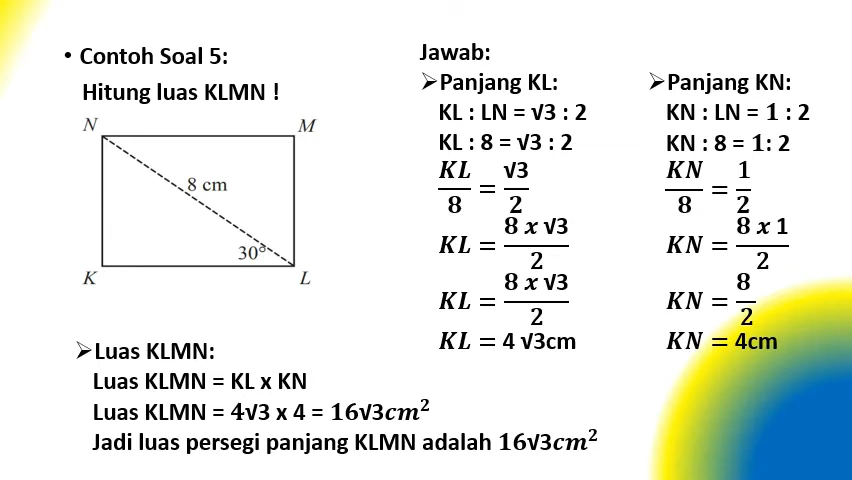 • Contoh Soal 5:
Hitung luas KLMN !
N
M
8 cm
30°
K
L
Jawab:
➢Panjang KL:
KL : LN = √3 : 2
KL : 8 = √3 : 2
KL/8 = √3/2
KL = 8 x √3/2
KL = 8 x √3/2
KL = 4 √3cm
➢Panjang KN:
KN : LN = 1 : 2
KN : 8 = 1: 2
KN/8 = 1/2
KN = 8 x 1/2
KN = 8/2
KN = 4cm
➢Luas KLMN:
Luas KLMN = KL x KN
Luas KLMN = 4√3 x 4 = 16√3cm²
Jadi luas persegi panjang KLMN adalah 16√3cm²